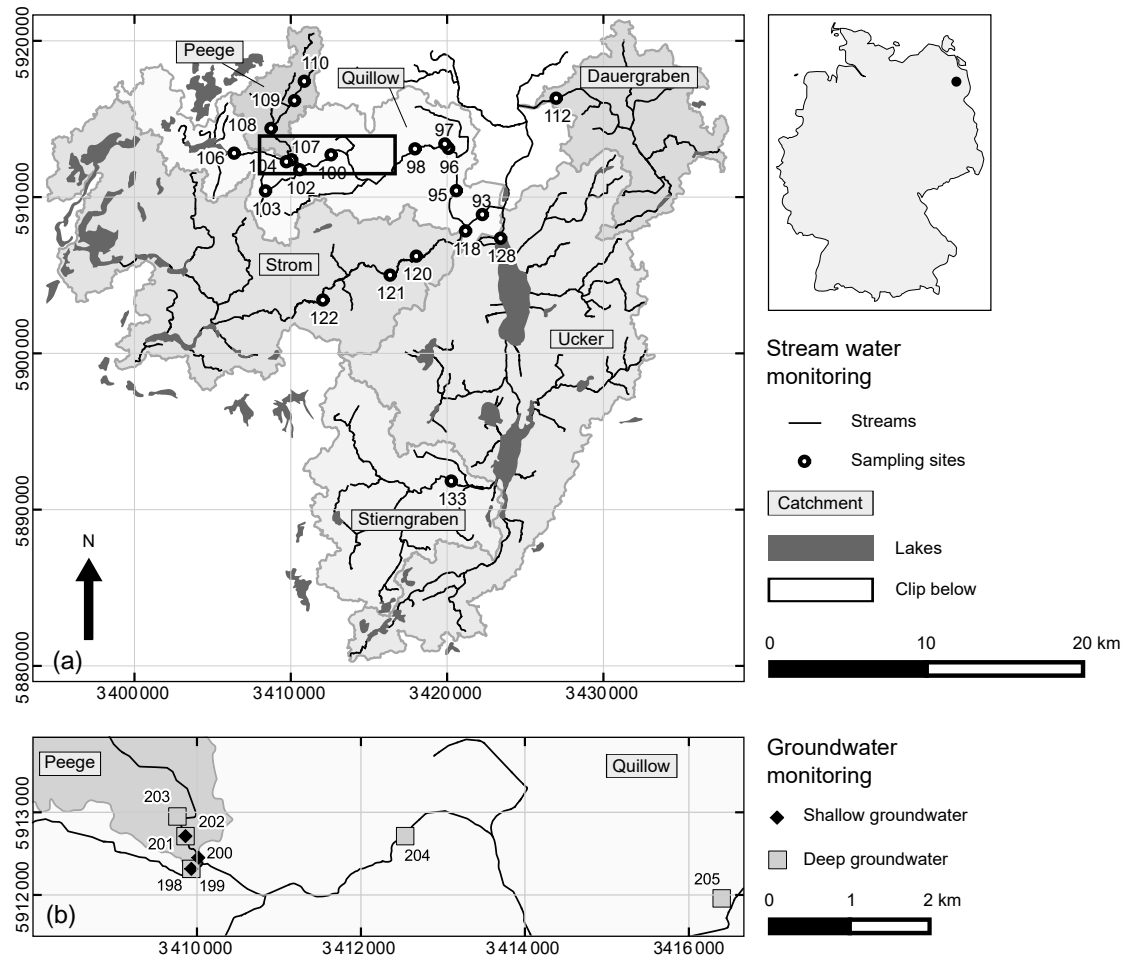 5920000
5910000
5900000
5890000
5880000
Peege
110
Quillow
Dauergraben
109
112
108
97
106
107
104
100
98
96
102
95
103
93
118
128
Strom
120
121
122
Ucker
133
Stierngraben
N
(a)
3400000
3410000
3420000
3430000
Stream water
monitoring
Streams
Sampling sites
Catchment
Lakes
Clip below
0 10 20 km
5913000
5912000
Peege
Quillow
203
202
201
200
204
198 199
205
(b)
3410000
3412000
3414000
3416000
Groundwater
monitoring
Shallow groundwater
Deep groundwater
0 1 2 km